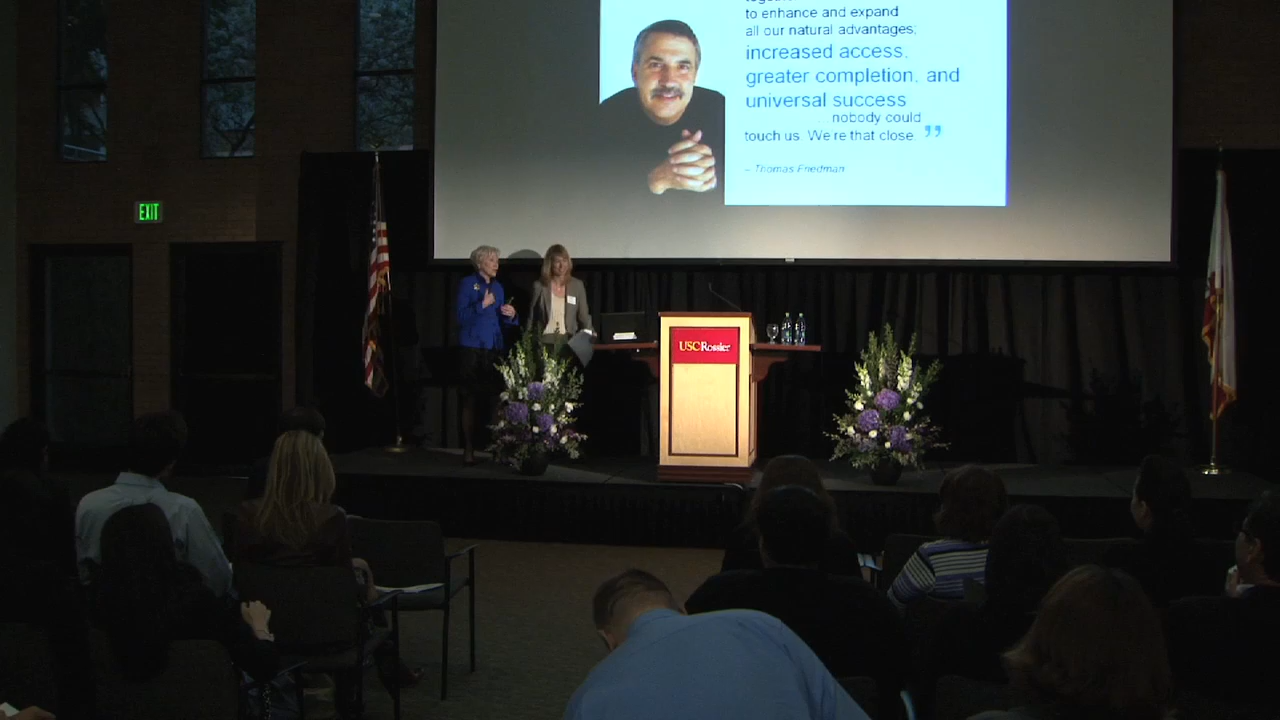 to enhance and expand
all our natural advantages;
increased access,
greater completion, and
universal success
... nobody could
touch us. We're that close. ”
– Thomas Friedman
EXIT
USC Rossier